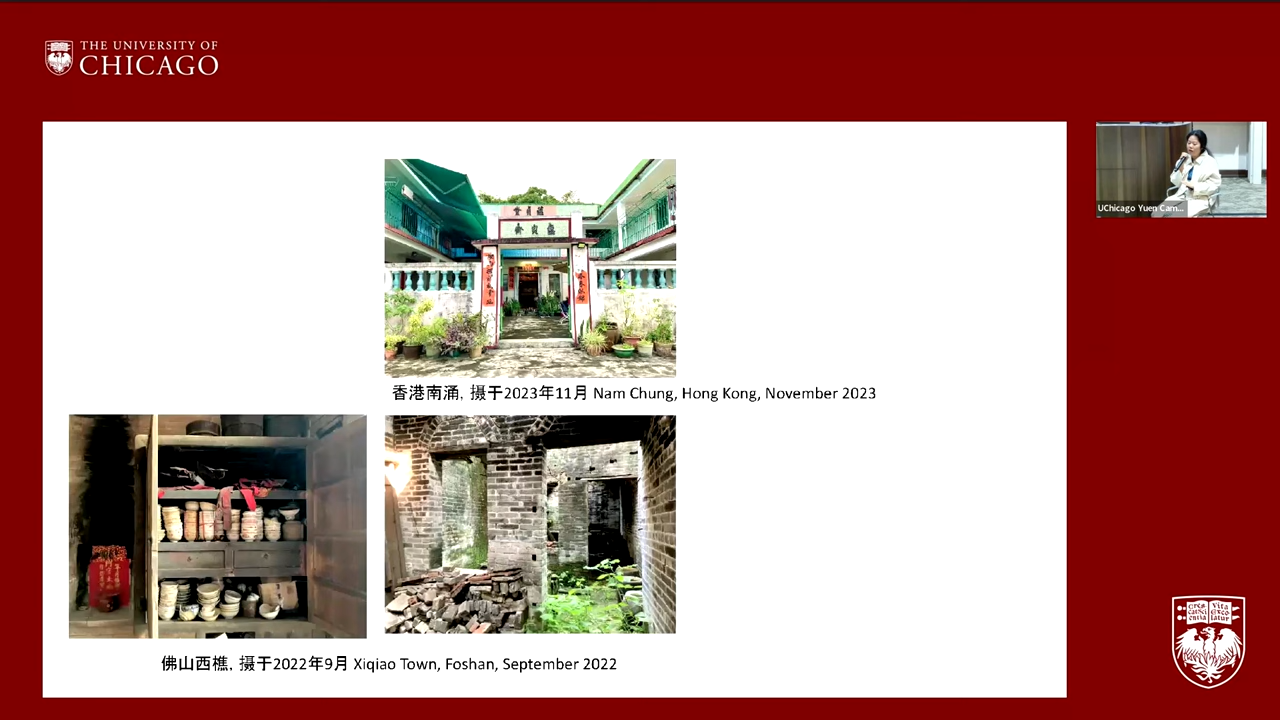 THE UNIVERSITY OF
CHICAGO
UChicago Yuen Cam...
香港南涌, 摄于2023年11月 Nam Chung, Hong Kong, November 2023
佛山西樵, 摄于2022年9月 Xiqiao Town, Foshan, September 2022